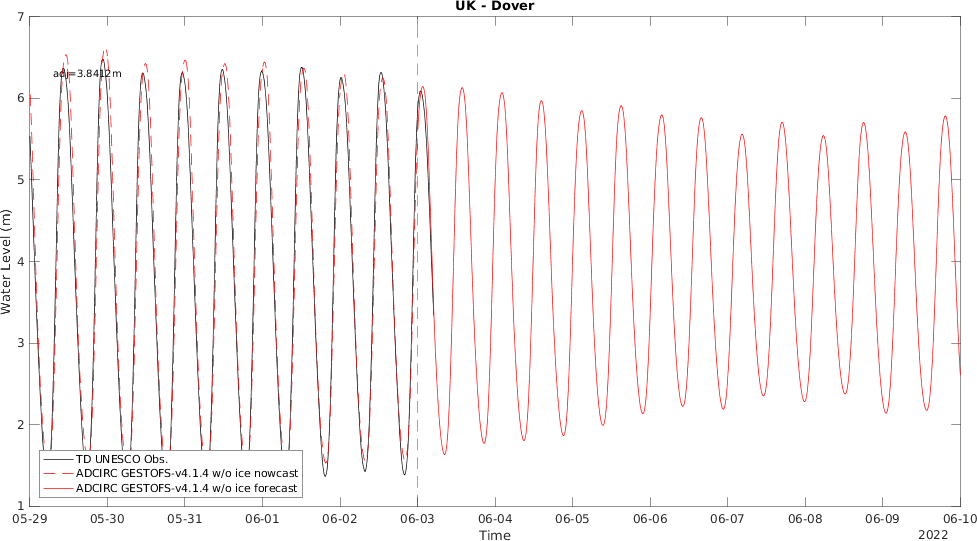 UK - Dover
7
adj=3.8412m
6
5
4
3
2
1
Water Level (m)
TD UNESCO Obs.
ADCIRC GESTOFS-v4.1.4 w/o ice nowcast
ADCIRC GESTOFS-v4.1.4 w/o ice forecast
05-29 05-30 05-31 06-01 06-02 06-03 06-04 06-05 06-06 06-07 06-08 06-09 06-10
Time
2022